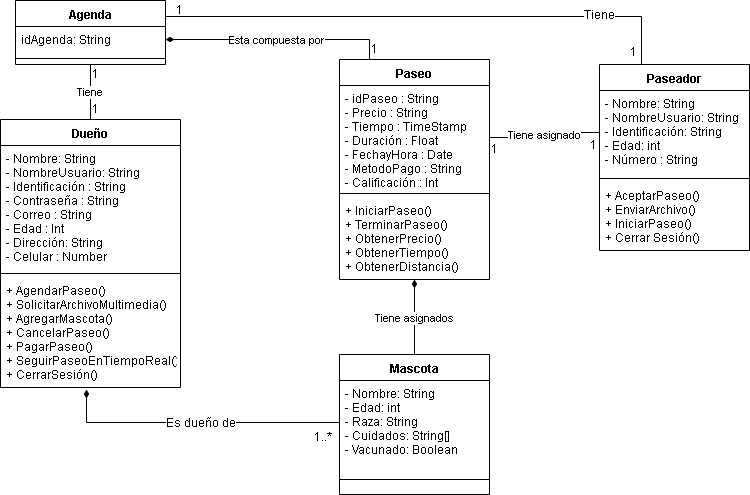 Agenda
idAgenda: String
1
Tiene
Esta compuesta por
1
1
1
Tiene
1
Dueño
- Nombre: String
- NombreUsuario: String
- Identificación : String
- Contraseña : String
- Correo : String
- Edad : Int
- Dirección: String
- Celular : Number
+ AgendarPaseo()
+ SolicitarArchivoMultimedia()
+ AgregarMascota()
+ CancelarPaseo()
+ PagarPaseo()
+ SeguirPaseoEnTiempoReal()
+ CerrarSesión()
Paseo
- idPaseo : String
- Precio : String
- Tiempo : TimeStamp
- Duración : Float
- FechayHora : Date
- MetodoPago : String
- Calificación : Int
+ IniciarPaseo()
+ TerminarPaseo()
+ ObtenerPrecio()
+ ObtenerTiempo()
+ ObtenerDistancia()
Tiene asignado
1
1
Paseador
- Nombre: String
- NombreUsuario: String
- Identificación: String
- Edad: int
- Número : String
+ AceptarPaseo()
+ EnviarArchivo()
+ IniciarPaseo()
+ Cerrar Sesión()
Tiene asignados
Es dueño de
1..*
Mascota
- Nombre: String
- Edad: int
- Raza: String
- Cuidados: String[]
- Vacunado: Boolean